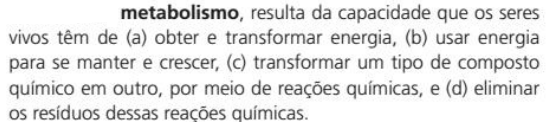 metabolismo, resulta da capacidade que os seres
vivos têm de (a) obter e transformar energia, (b) usar energia
para se manter e crescer, (c) transformar um tipo de composto
químico em outro, por meio de reações químicas, e (d) eliminar
os resíduos dessas reações químicas.